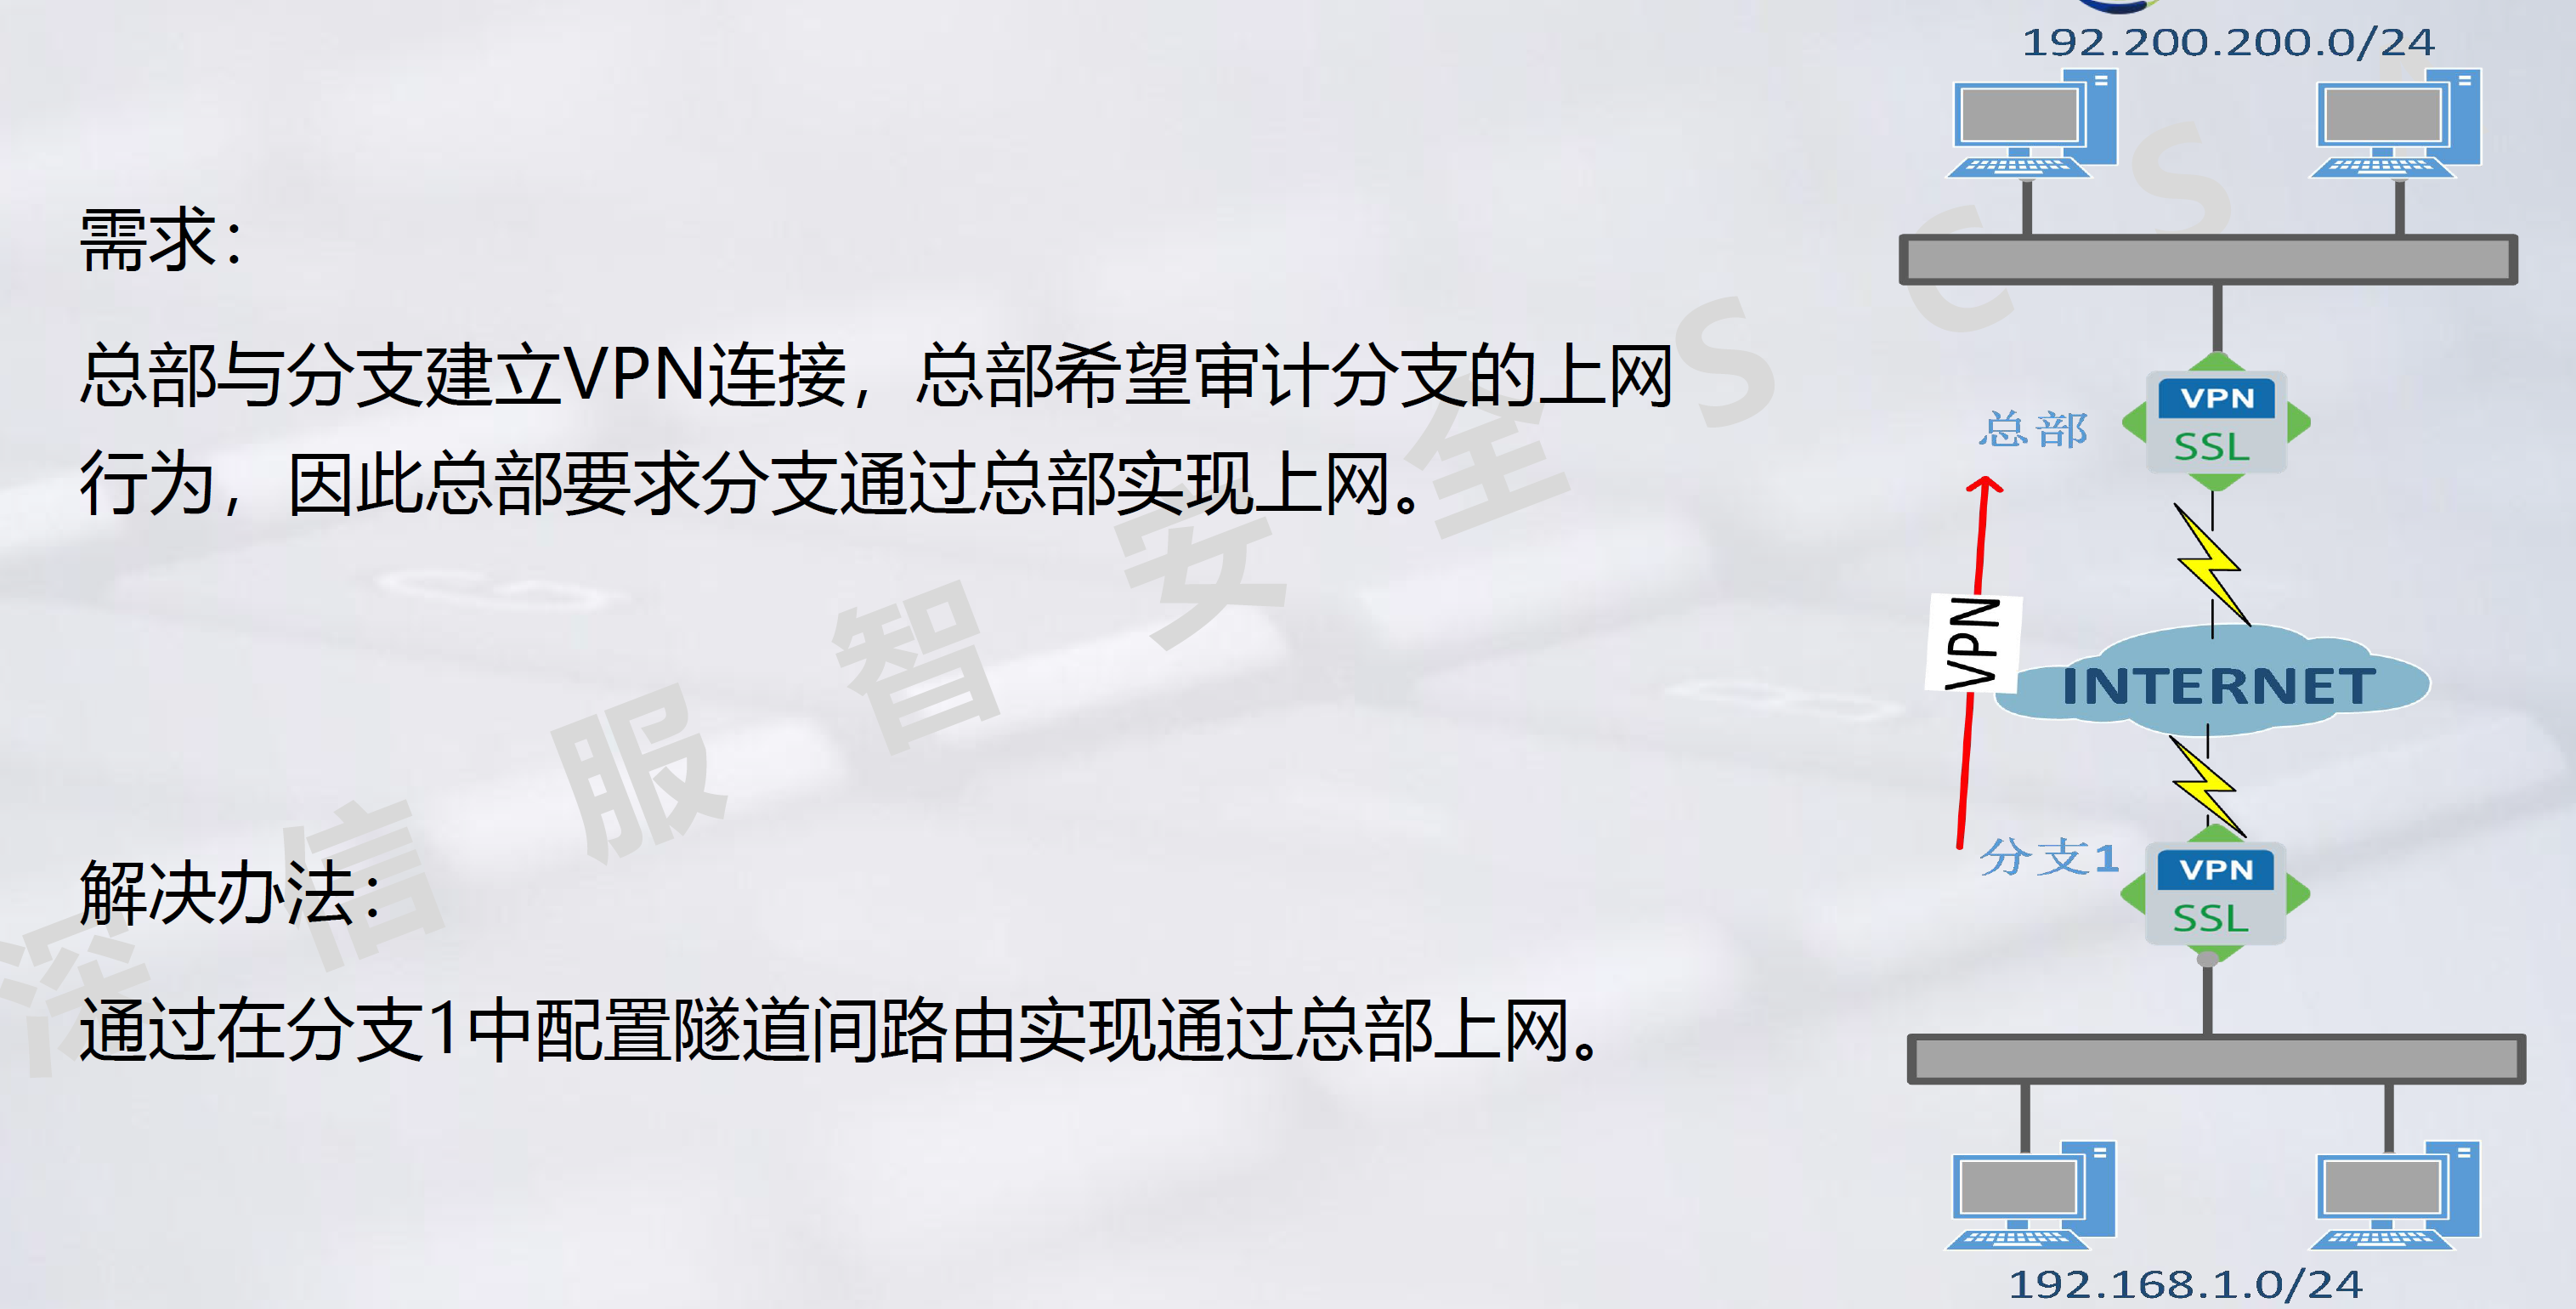 192.200.200.0/24
需求：
总部与分支建立VPN连接，总部希望审计分支的上网
行为，因此总部要求分支通过总部实现上网。
总部
VPN
SSL
VPN
INTERNET
分支1
VPN
SSL
解决办法：
通过在分支1中配置隧道间路由实现通过总部上网。
192.168.1.0/24
深信服智安全SCS